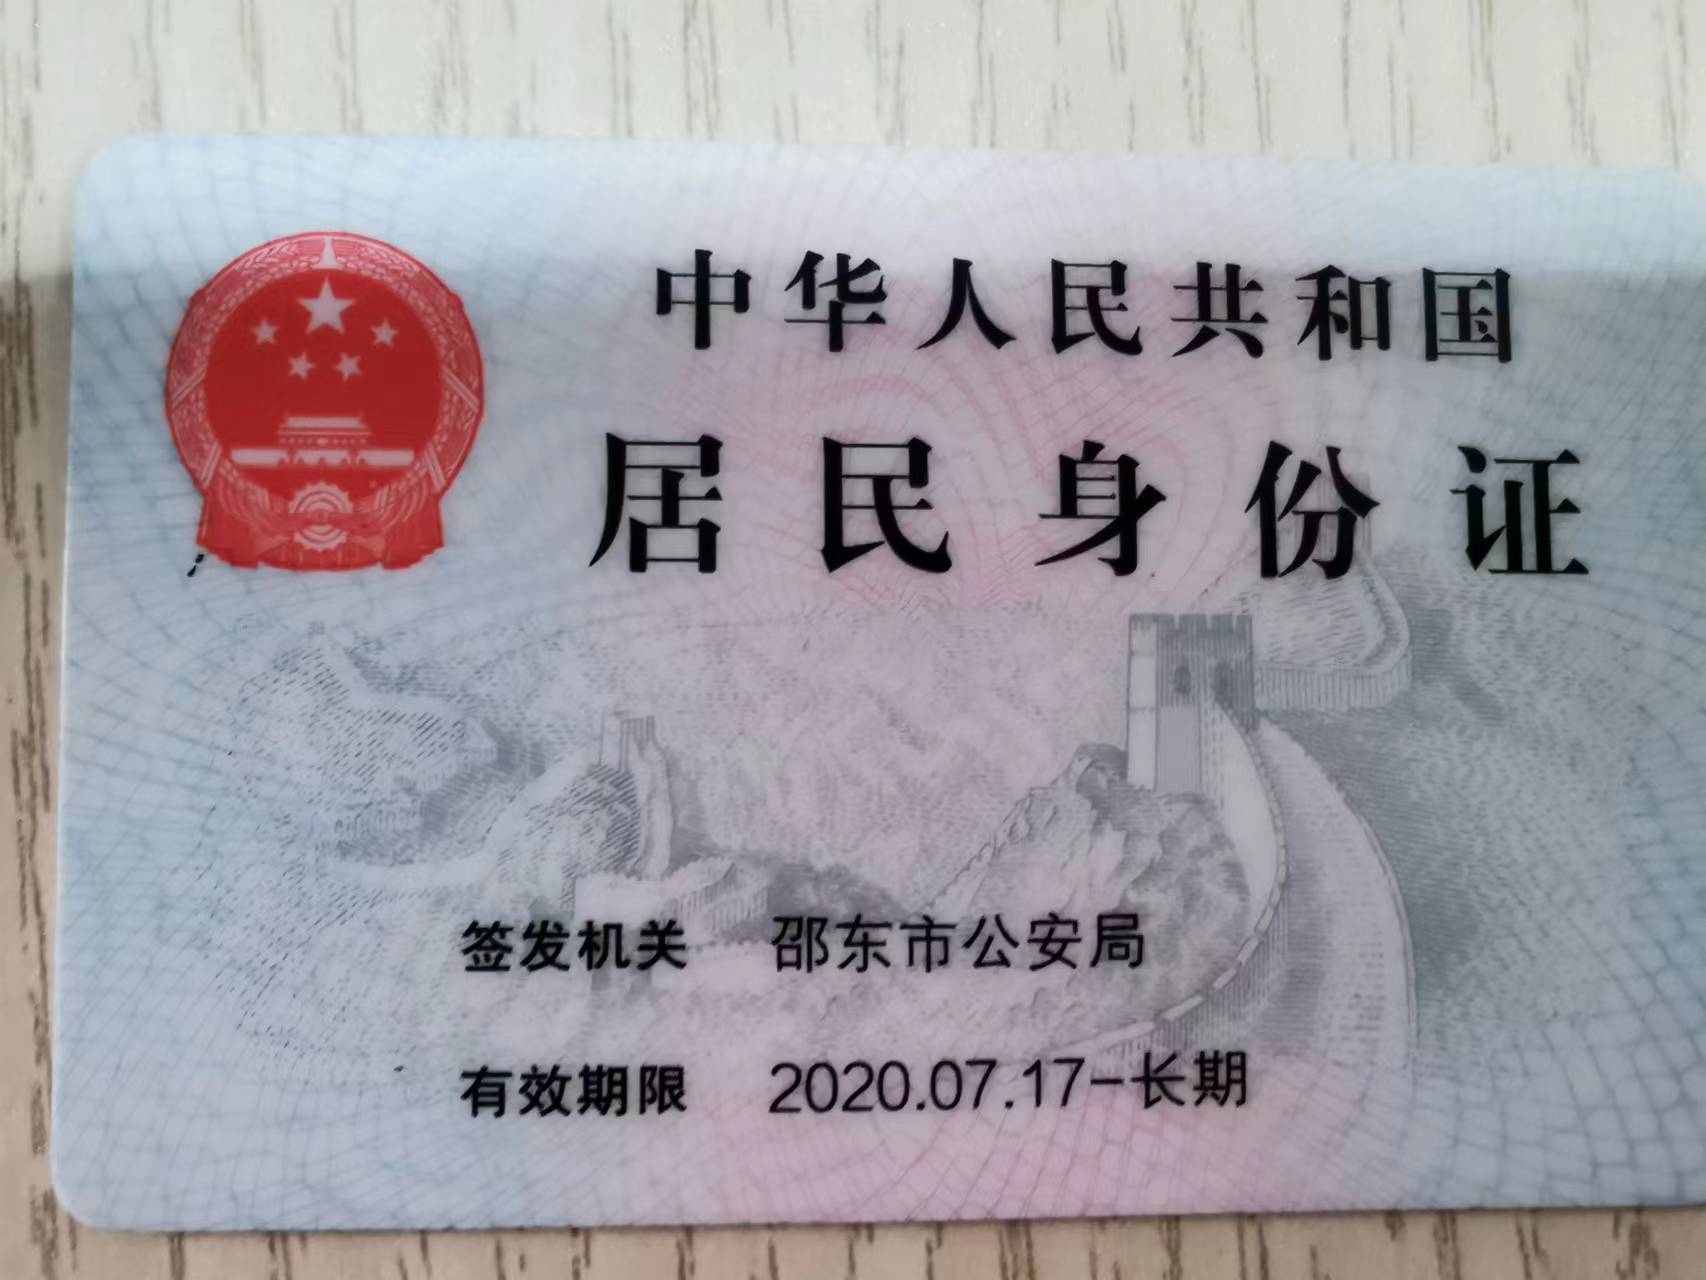 中华人民共和国
居民身份证
签发机关 邵东市公安局
有效期限 2020.07.17-长期